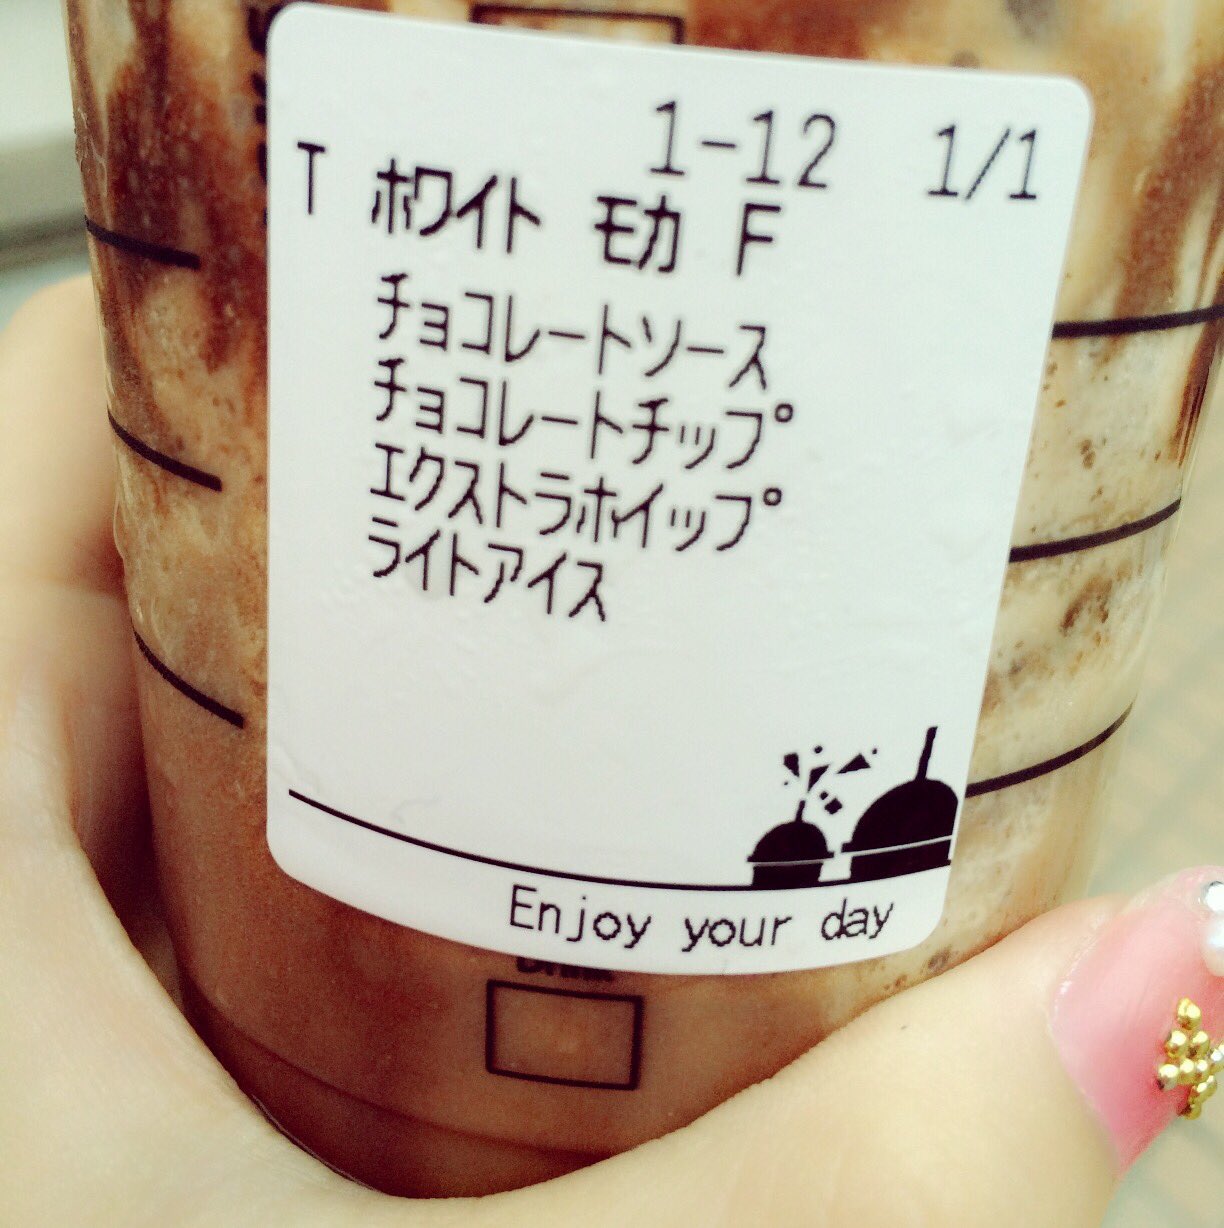 1-12 1/1
T ホワイト モカ F
チョコレートソース
チョコレートチップ
エクストラホイップ
ライトアイス
Enjoy your day